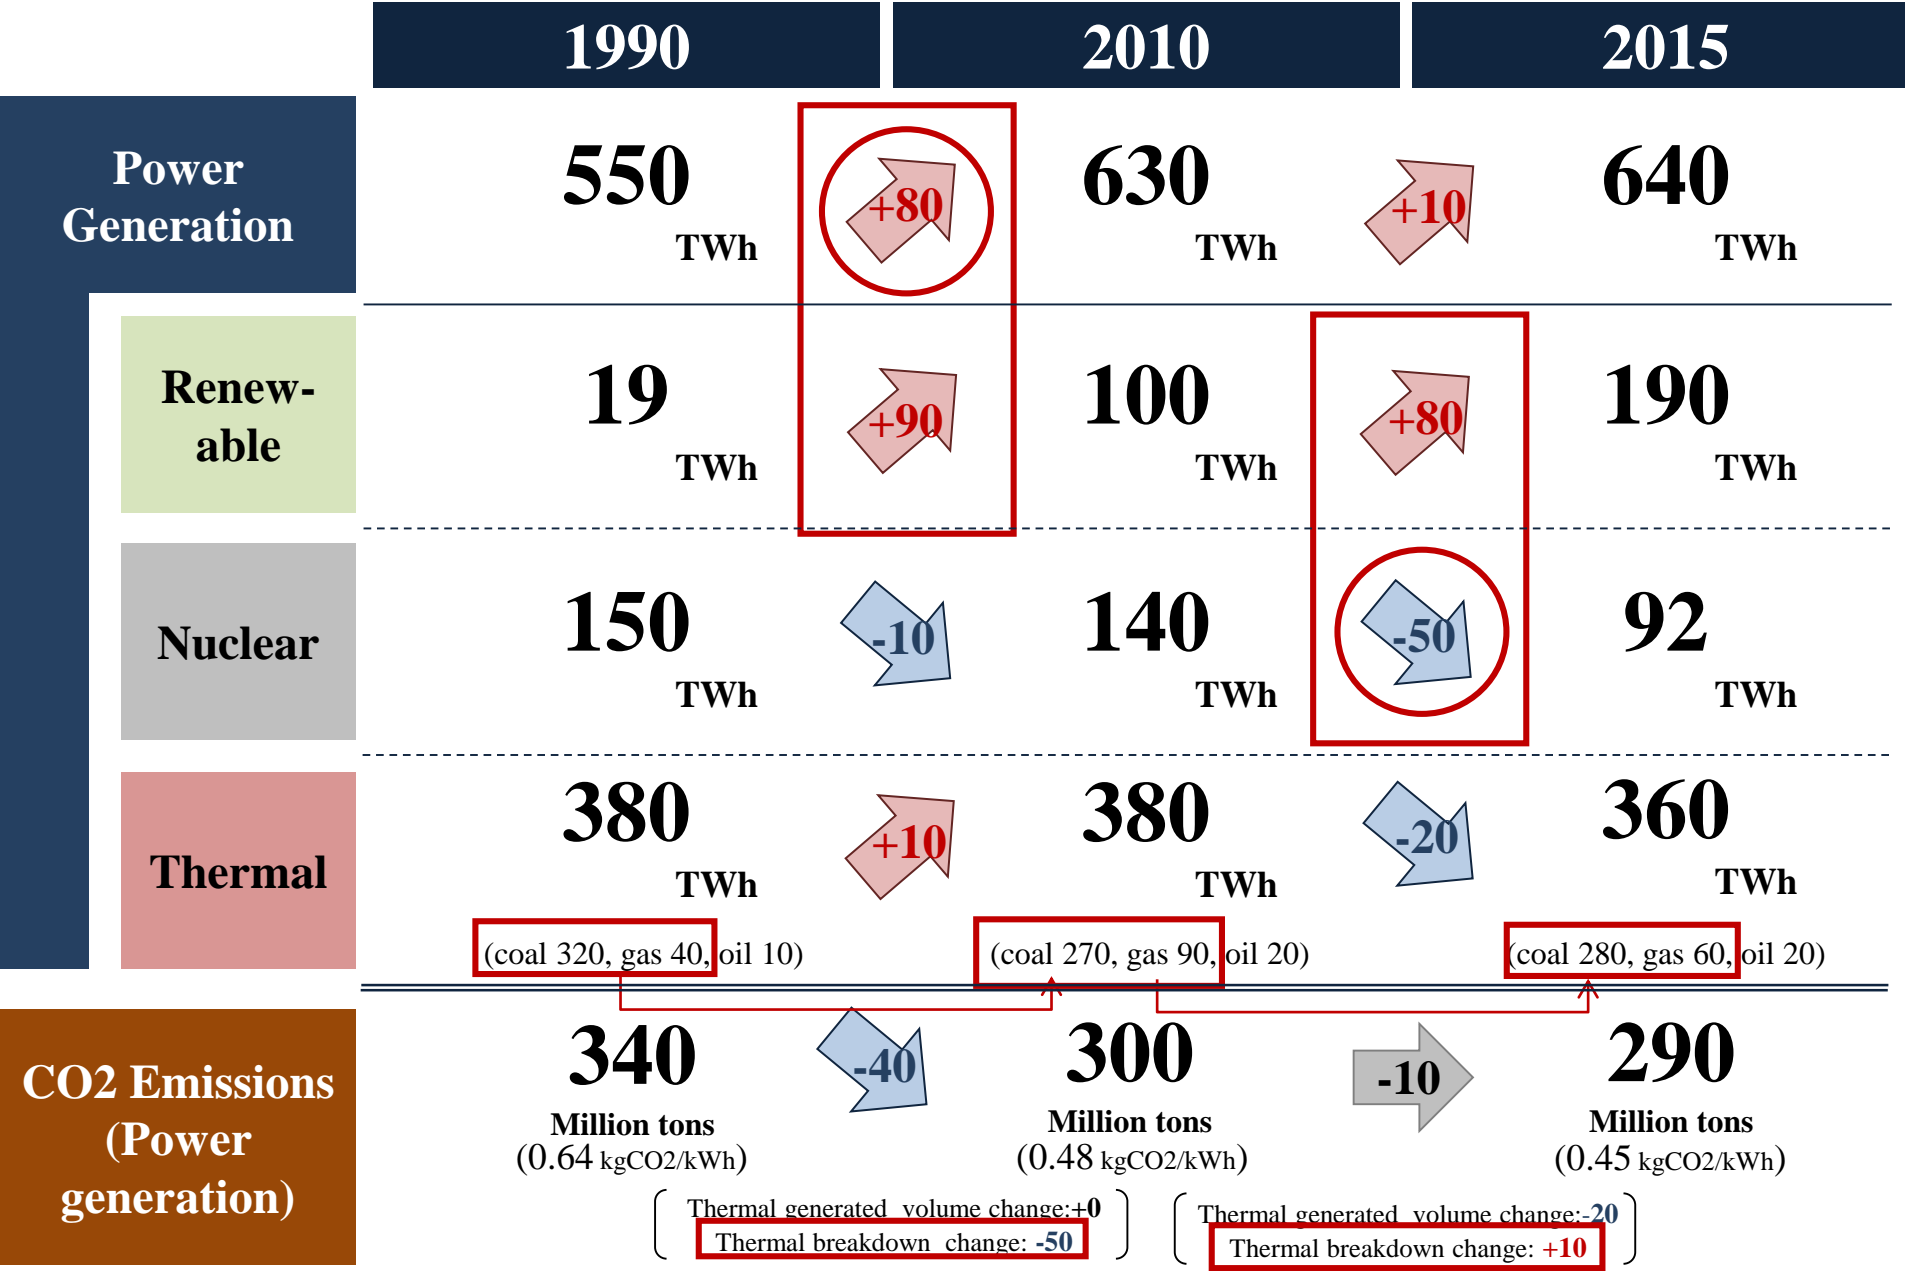 1990 2010 2015
Power
Generation
550 TWh +80 630 TWh +10 640 TWh
Renew-
able
19 TWh +90 100 TWh +80 190 TWh
Nuclear
150 TWh -10 140 TWh -50 92 TWh
Thermal
380 TWh +10 380 TWh -20 360 TWh
(coal 320, gas 40, oil 10) (coal 270, gas 90, oil 20) (coal 280, gas 60, oil 20)
CO2 Emissions
(Power
generation)
340 -40 300 -10 290
Million tons Million tons Million tons
(0.64 kgCO2/kWh) (0.48 kgCO2/kWh) (0.45 kgCO2/kWh)
Thermal generated volume change:+0
Thermal breakdown change: -50
Thermal generated volume change:-20
Thermal breakdown change: +10